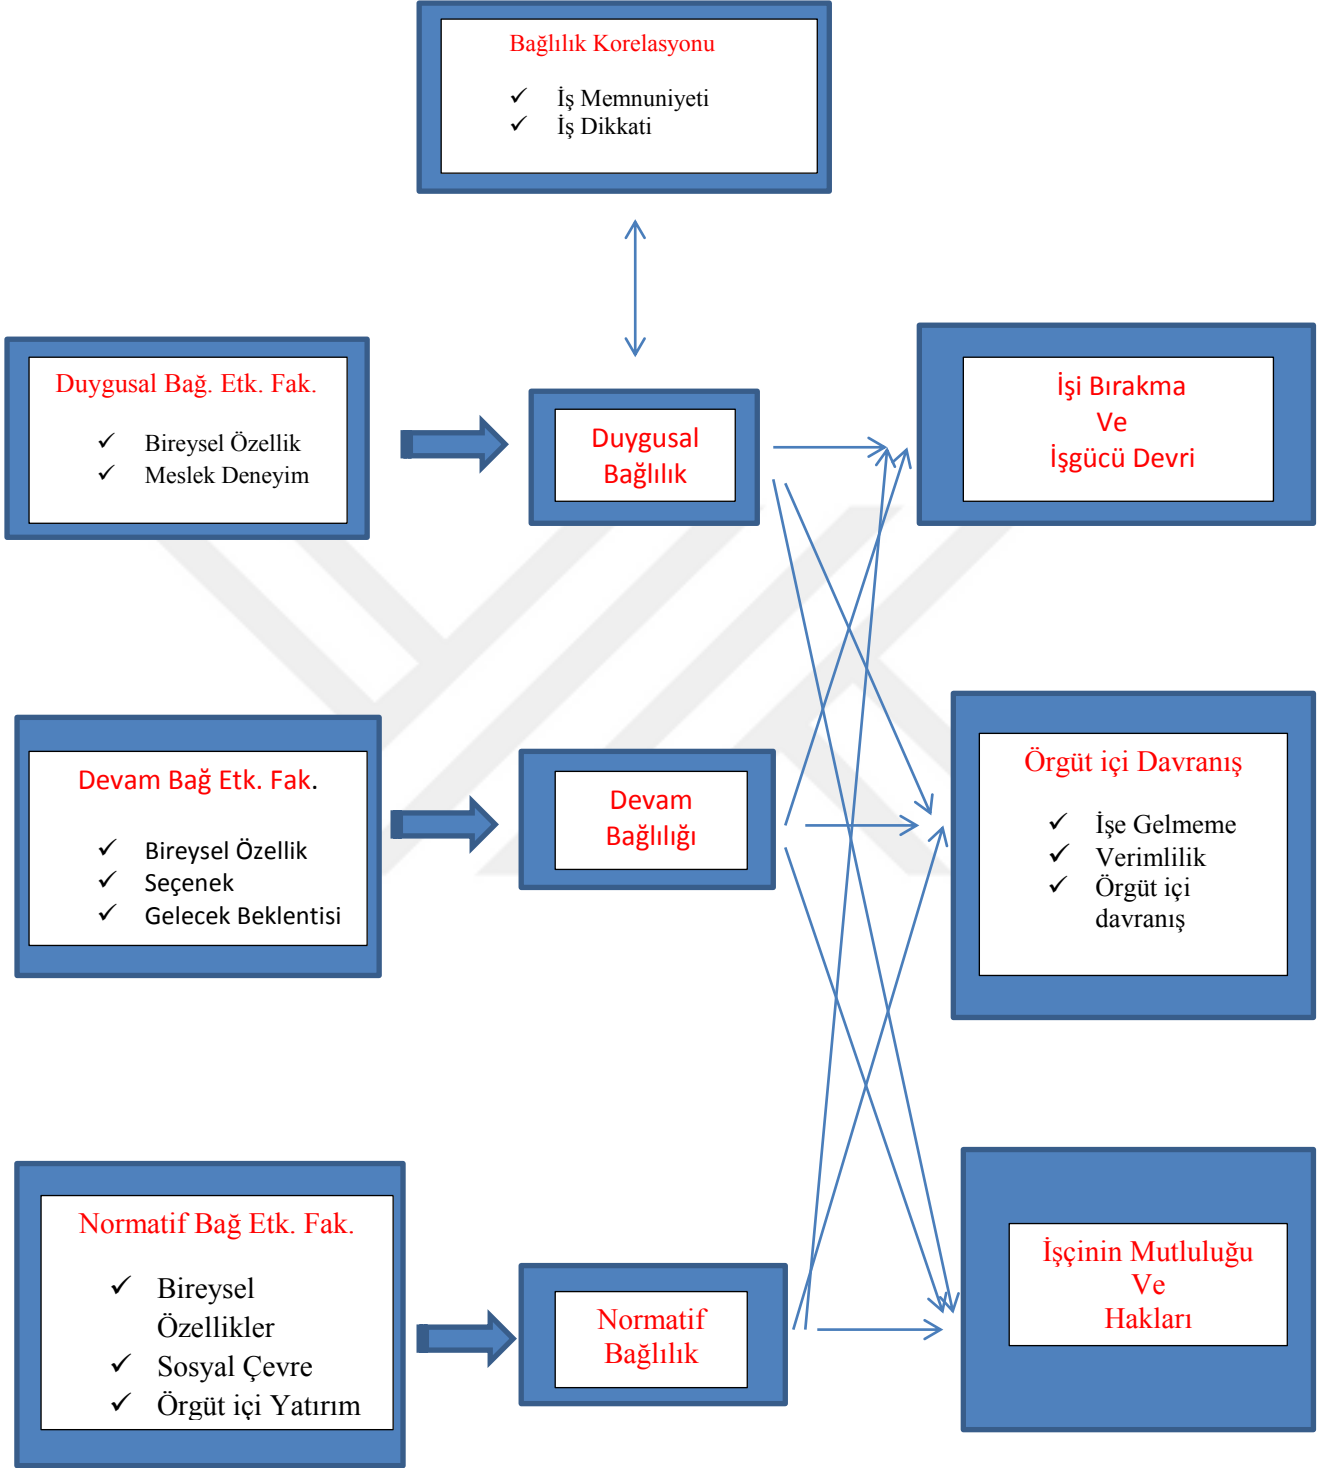 Bağlılık Korelasyonu
✓ İş Memnuniyeti
✓ İş Dikkati
Duygusal Bağ. Etk. Fak.
✓ Bireysel Özellik
✓ Meslek Deneyim
Duygusal
Bağlılık
İşi Bırakma
Ve
İşgücü Devri
Devam Bağ Etk. Fak.
✓ Bireysel Özellik
✓ Seçenek
✓ Gelecek Beklentisi
Devam
Bağlılığı
Örgüt içi Davranış
✓ İşe Gelmeme
✓ Verimlilik
✓ Örgüt içi
davranış
Normatif Bağ Etk. Fak.
✓ Bireysel
Özellikler
✓ Sosyal Çevre
✓ Örgüt içi Yatırım
Normatif
Bağlılık
İşçinin Mutluluğu
Ve
Hakları